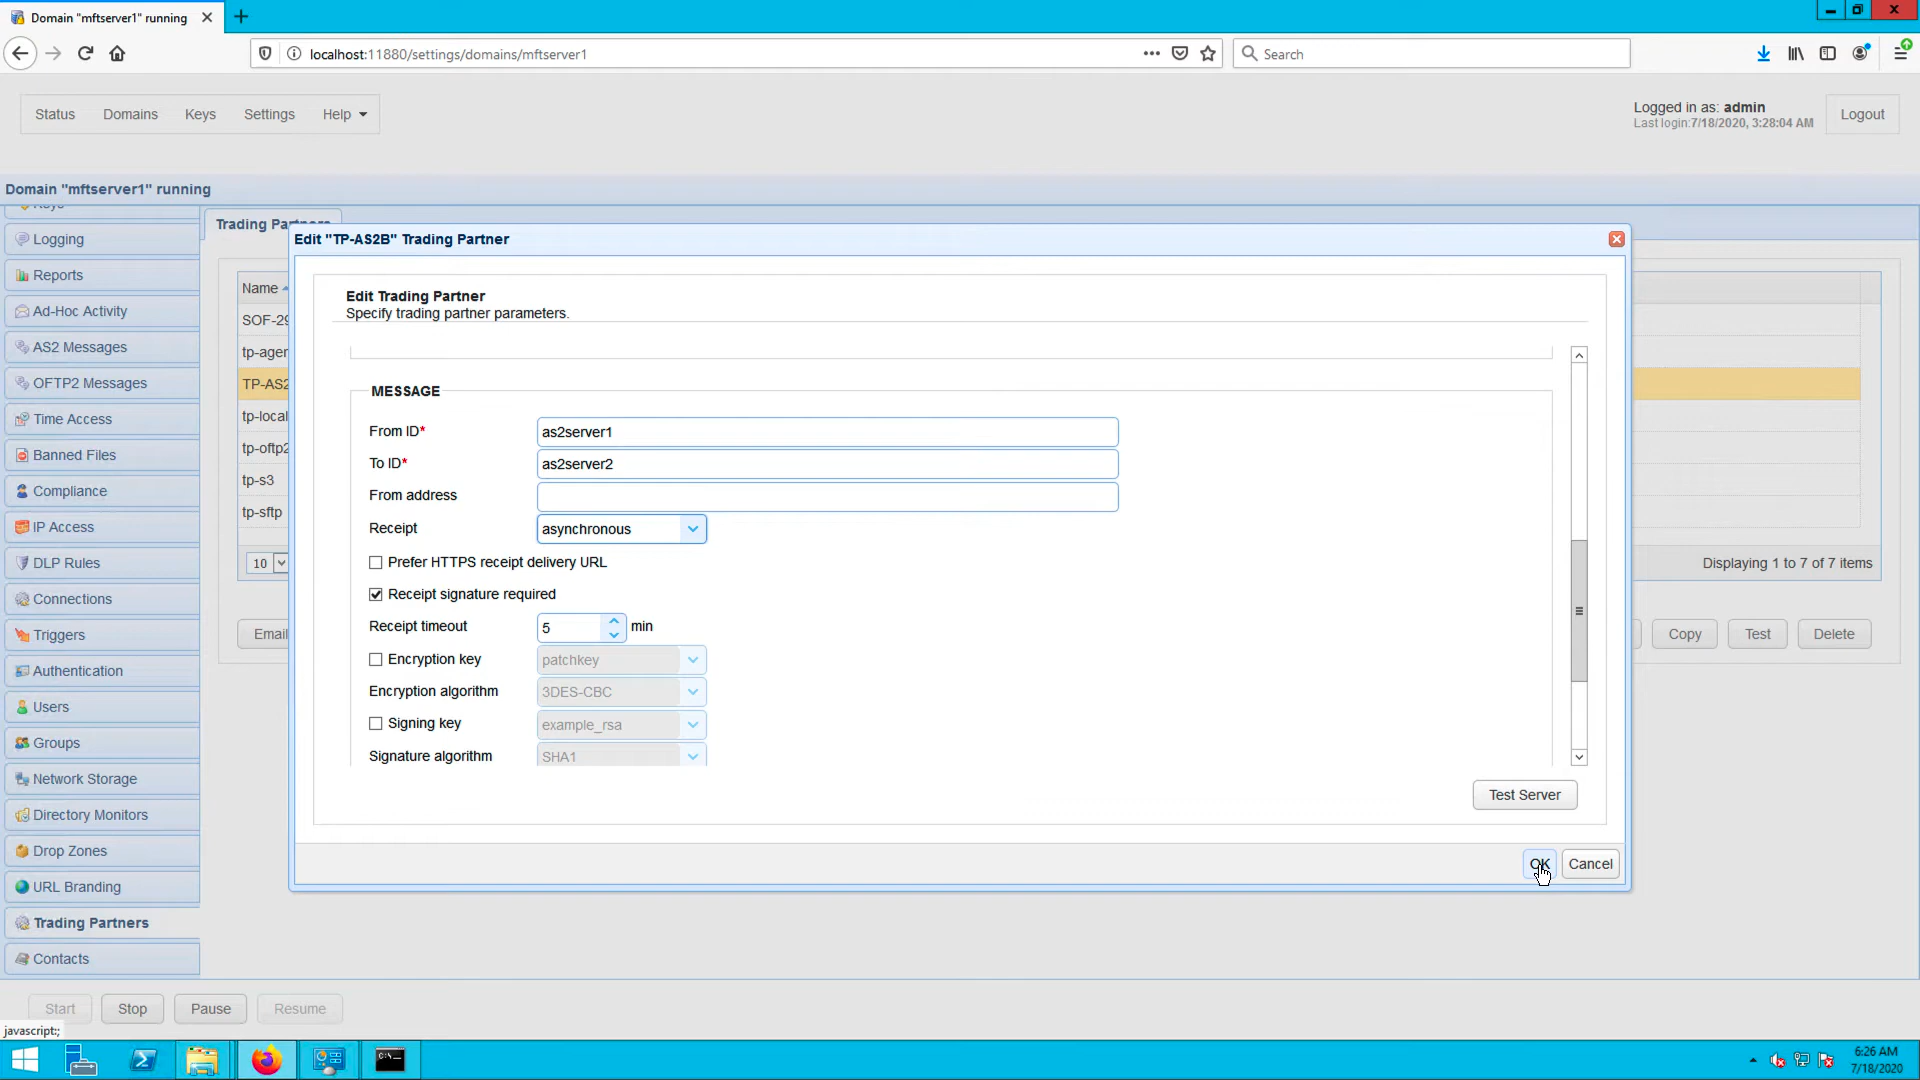 Domain "mftserver1" running
localhost:11880/settings/domains/mftserver1
Search
Status Domains Keys Settings Help
Logged in as: admin
Last login:7/18/2020, 3:28:04 AM
Logout
Domain "mftserver1" running
Keys
Logging
Reports
Ad-Hoc Activity
AS2 Messages
OFTP2 Messages
Time Access
Banned Files
Compliance
IP Access
DLP Rules
Connections
Triggers
Authentication
Users
Groups
Network Storage
Directory Monitors
Drop Zones
URL Branding
Trading Partners
Contacts
Trading Partners
Name
SOF-29
tp-agen
TP-AS2
tp-local
tp-oftp2
tp-s3
tp-sftp
10
Displaying 1 to 7 of 7 items
Email
Copy Test Delete
Edit "TP-AS2B" Trading Partner
Edit Trading Partner
Specify trading partner parameters.
MESSAGE
From ID* as2server1
To ID* as2server2
From address
Receipt asynchronous
Prefer HTTPS receipt delivery URL
Receipt signature required
Receipt timeout 5 min
Encryption key patchkey
Encryption algorithm 3DES-CBC
Signing key example_rsa
Signature algorithm SHA1
Test Server
OK Cancel
Start Stop Pause Resume
javascript:;
C:\_
6:26 AM
7/18/2020